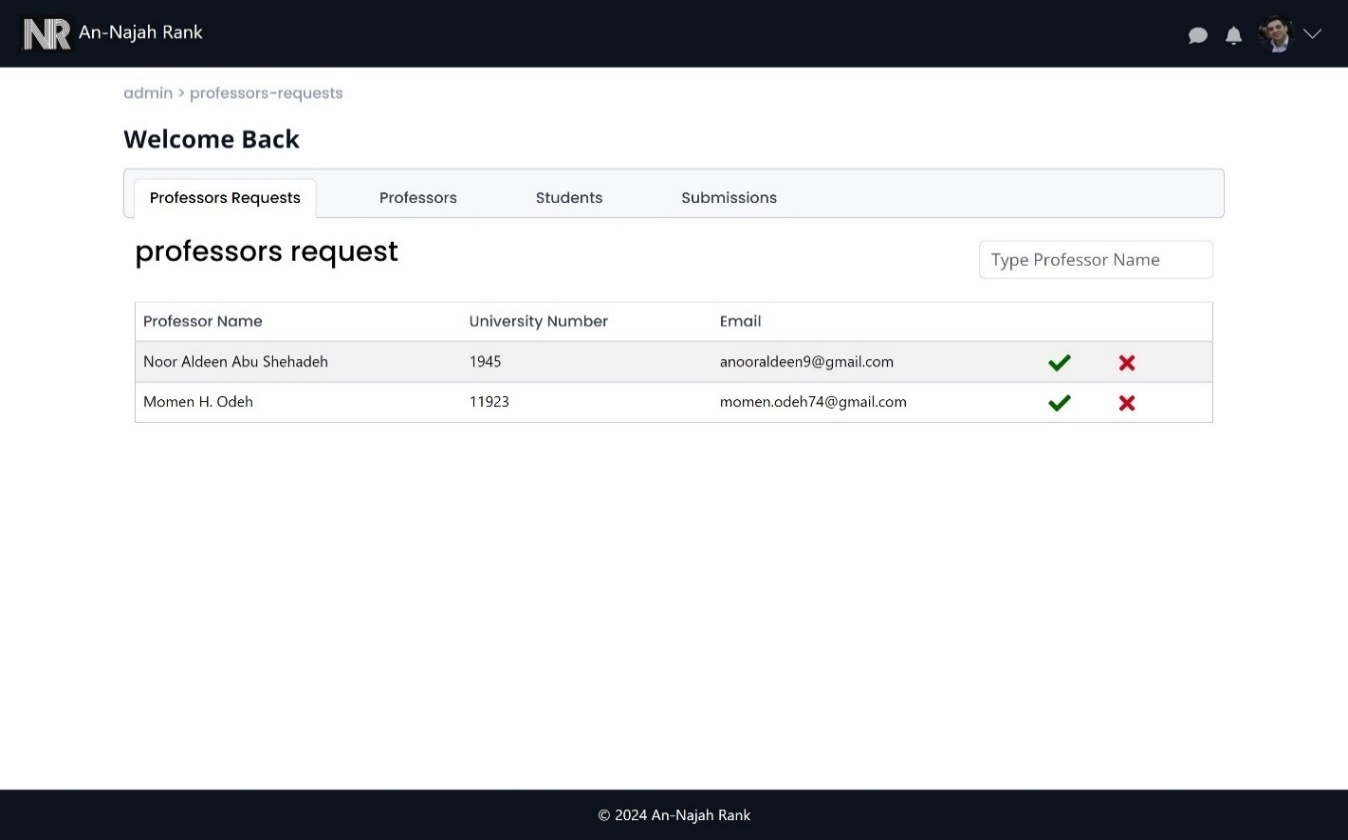 NR An-Najah Rank
admin > professors-requests
Welcome Back
Professors Requests Professors Students Submissions
professors request
Type Professor Name
Professor Name University Number Email
Noor Aldeen Abu Shehadeh 1945 anooraldeen9@gmail.com
Momen H. Odeh 11923 momen.odeh74@gmail.com
© 2024 An-Najah Rank